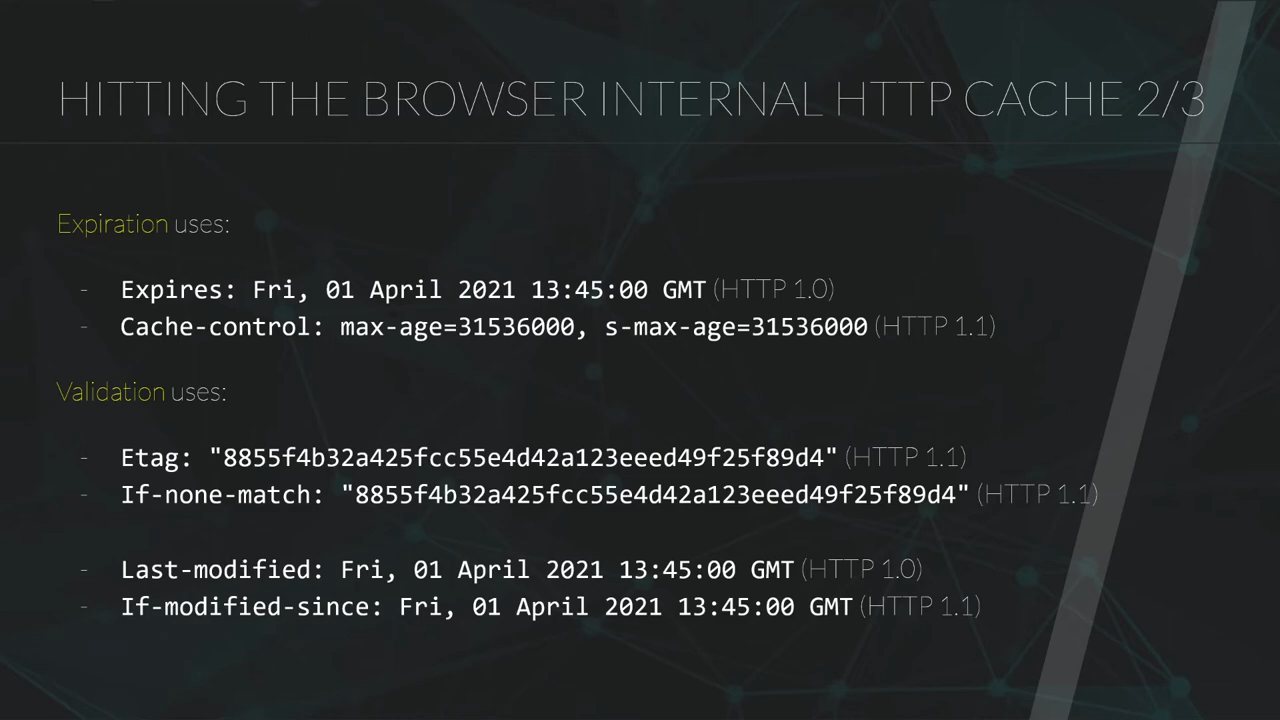 HITTING THE BROWSER INTERNAL HTTP CACHE 2/3
Expiration uses:
- Expires: Fri, 01 April 2021 13:45:00 GMT (HTTP 1.0)
- Cache-control: max-age=31536000, s-max-age=31536000 (HTTP 1.1)
Validation uses:
- Etag: "8855f4b32a425fcc55e4d42a123eeed49f25f89d4" (HTTP 1.1)
- If-none-match: "8855f4b32a425fcc55e4d42a123eeed49f25f89d4" (HTTP 1.1)
- Last-modified: Fri, 01 April 2021 13:45:00 GMT (HTTP 1.0)
- If-modified-since: Fri, 01 April 2021 13:45:00 GMT (HTTP 1.1)